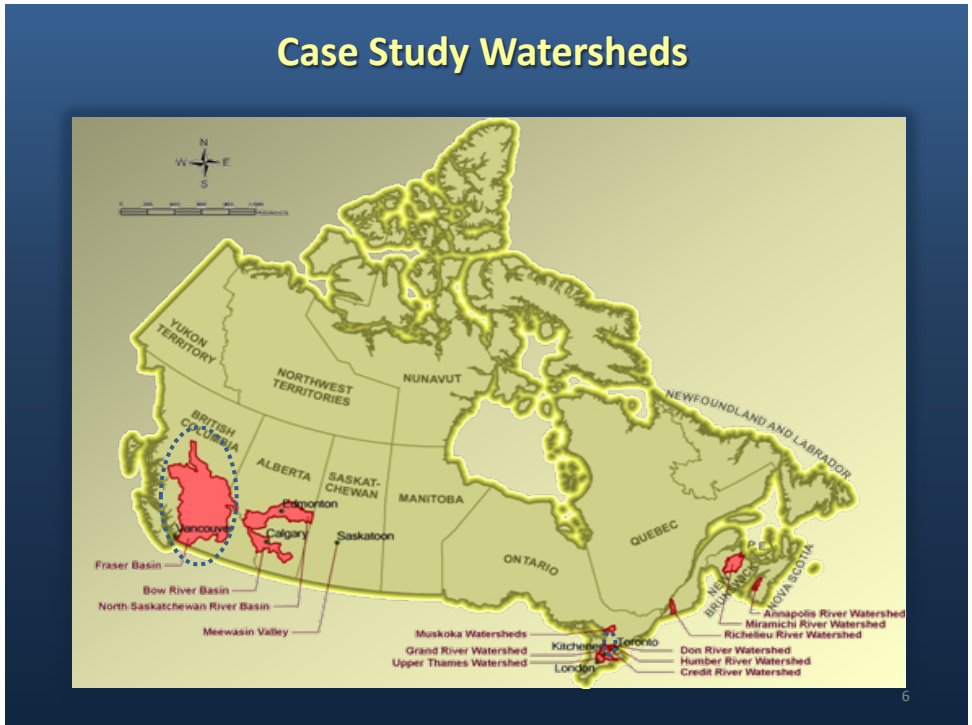 Case Study Watersheds
N
W E
S
YUKON
TERRITORY
NORTHWEST
TERRITORIES
NUNAVUT
NEWFOUNDLAND AND LABRADOR
BRITISH
COLUMBIA
ALBERTA
SASKAT-
CHEWAN
MANITOBA
ONTARIO
QUEBEC
P.E.
NEW
BRUNSWICK
NOVA SCOTIA
Edmonton
Vancouver
Calgary
Saskatoon
Fraser Basin
Bow River Basin
North Saskatchewan River Basin
Meewasin Valley
Muskoka Watersheds
Grand River Watershed
Upper Thames Watershed
Kitchener
Toronto
London
Annapolis River Watershed
Miramichi River Watershed
Richelieu River Watershed
Don River Watershed
Humber River Watershed
Credit River Watershed
6